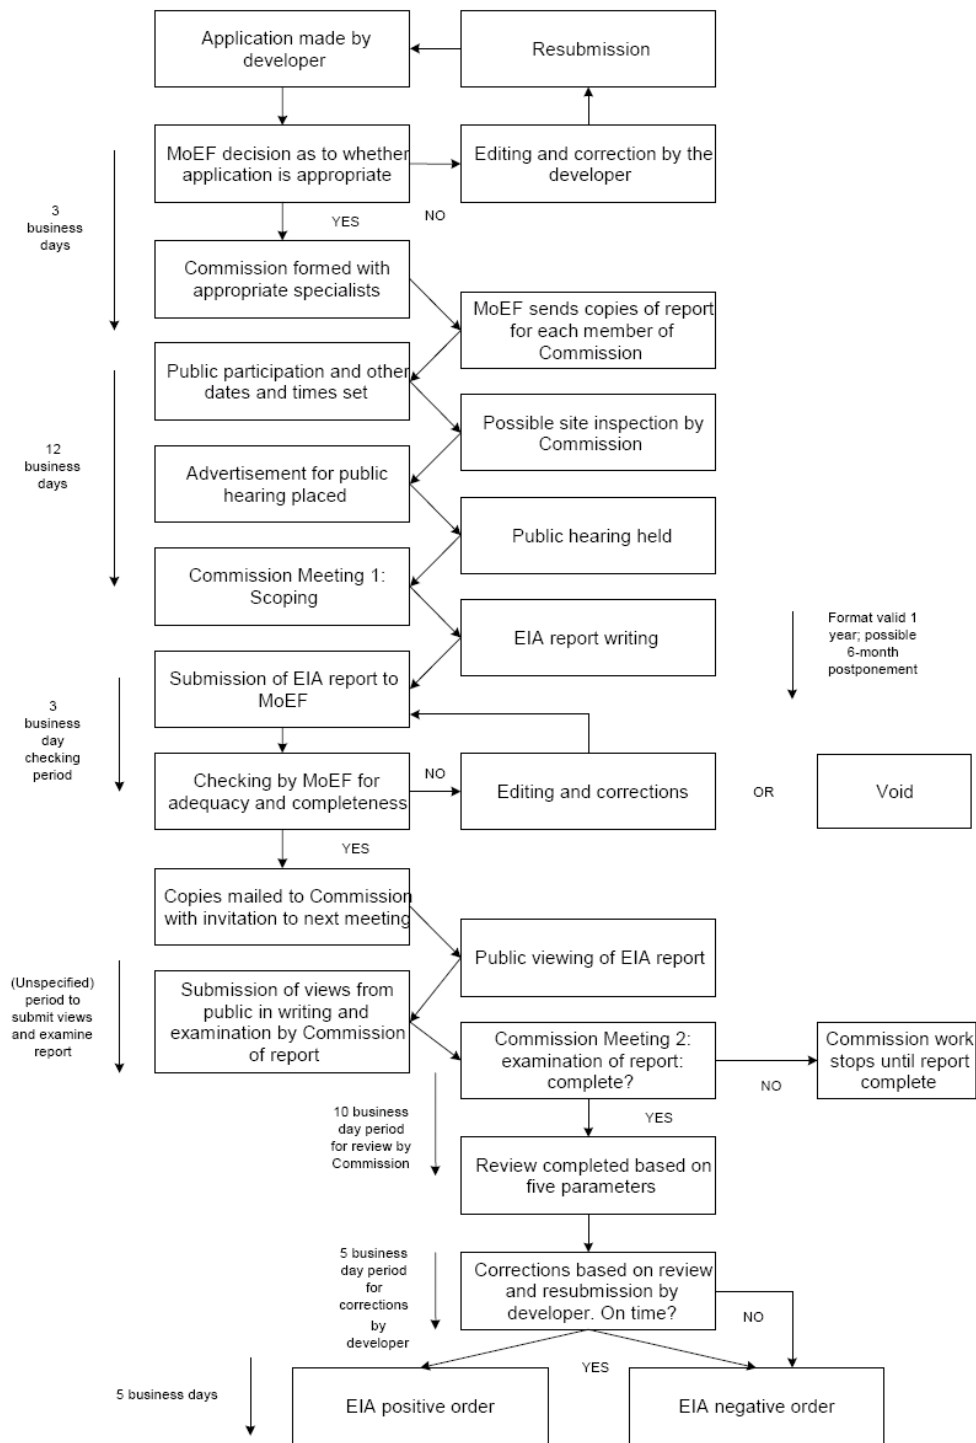 Application made by
developer
Resubmission
MoEF decision as to whether
application is appropriate
Editing and correction by the
developer
3
business
days
YES
NO
Commission formed with
appropriate specialists
MoEF sends copies of report
for each member of
Commission
Public participation and other
dates and times set
Possible site inspection by
Commission
12
business
days
Advertisement for public
hearing placed
Public hearing held
Commission Meeting 1:
Scoping
EIA report writing
Format valid 1
year; possible
6-month
postponement
Submission of EIA report to
MoEF
3
business
day
checking
period
Checking by MoEF for
adequacy and completeness
NO
Editing and corrections
OR
Void
YES
Copies mailed to Commission
with invitation to next meeting
Public viewing of EIA report
(Unspecified)
period to
submit views
and examine
report
Submission of views from
public in writing and
examination by Commission
of report
Commission Meeting 2:
examination of report:
complete?
NO
Commission work
stops until report
complete
YES
10 business
day period
for review by
Commission
Review completed based on
five parameters
5 business
day period
for
corrections
by
developer
Corrections based on review
and resubmission by
developer. On time?
NO
YES
5 business days
EIA positive order
EIA negative order